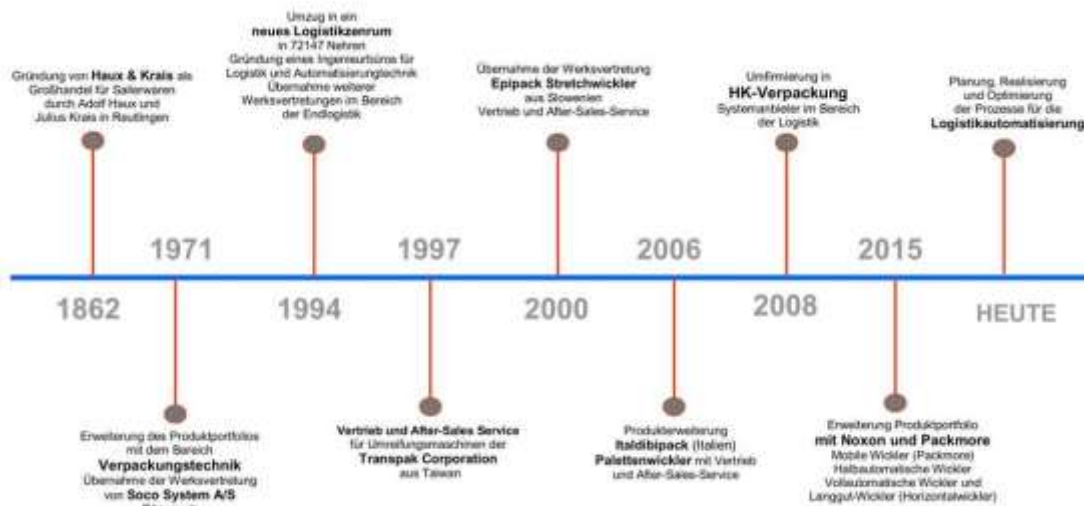 Gründung von Haux & Krais als
Großhandel für Sailerwaren
durch Adolf Haux und
Julius Krais in Reutlingen
1862
1971
Erweiterung des Produktportfolios
mit dem Bereich
Verpackungstechnik
Übernahme der Werksvertretung
von Soco System A/S
Umzug in ein
neues Logistikzenrum
in 72147 Nehren
Gründung eines Ingenieurbüros für
Logistik und Automatisierungtechnik
Übernahme weiterer
Werksvertretungen im Bereich
der Endlogistik
1994
1997
Vertrieb und After-Sales Service
für Umreifungsmaschinen der
Transpak Corporation
aus Taiwan
Übernahme der Werksvertretung
Epipack Stretchwickler
aus Slowenien
Vertrieb und After-Sales-Service
2000
2006
Produkterweiterung
Italdibipack (Italien)
Palettenwickler mit Vertrieb
und After-Sales-Service
Umfirmierung in
HK-Verpackung
Systemanbieter im Bereich
der Logistik
2008
2015
Erweiterung Produktportfolio
mit Noxon und Packmore
Mobile Wickler (Packmore)
Halbautomatische Wickler
Vollautomatische Wickler und
Langgut-Wickler (Horizontalwickler)
Planung, Realisierung
und Optimierung
der Prozesse für die
Logistikautomatisierung
HEUTE